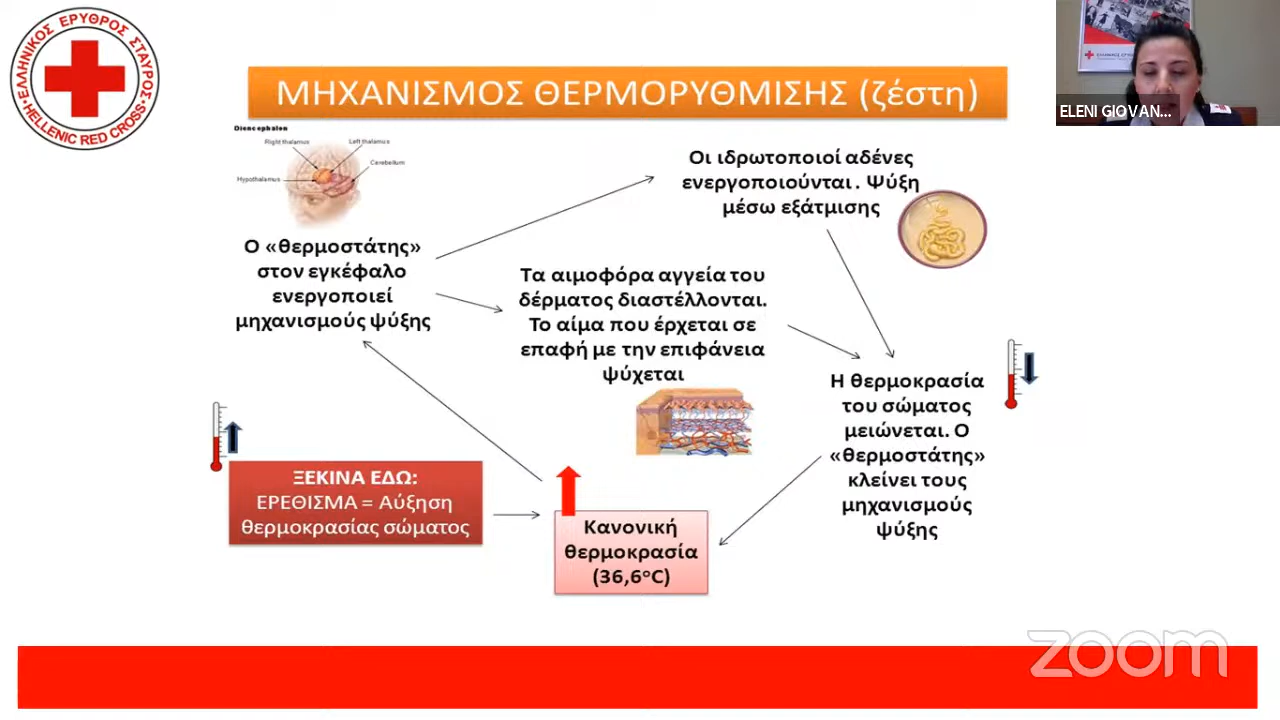 ΕΛΛΗΝΙΚΟΣ ΕΡΥΘΡΟΣ ΣΤΑΥΡΟΣ
HELLENIC RED CROSS
ΜΗΧΑΝΙΣΜΟΣ ΘΕΡΜΟΡΥΘΜΙΣΗΣ (ζέστη)
ELENI GIOVAN...
Diencephalon
Right thalamus
Left thalamus
Cerebellum
Hypothalamus
Ο «θερμοστάτης»
στον εγκέφαλο
ενεργοποιεί
μηχανισμούς ψύξης
Οι ιδρωτοποιοί αδένες
ενεργοποιούνται . Ψύξη
μέσω εξάτμισης
Τα αιμοφόρα αγγεία του
δέρματος διαστέλλονται.
Το αίμα που έρχεται σε
επαφή με την επιφάνεια
ψύχεται
Η θερμοκρασία
του σώματος
μειώνεται. Ο
«θερμοστάτης»
κλείνει τους
μηχανισμούς
ψύξης
ΞΕΚΙΝΑ ΕΔΩ:
ΕΡΕΘΙΣΜΑ = Αύξηση
θερμοκρασίας σώματος
Κανονική
θερμοκρασία
(36,6°C)
zoom